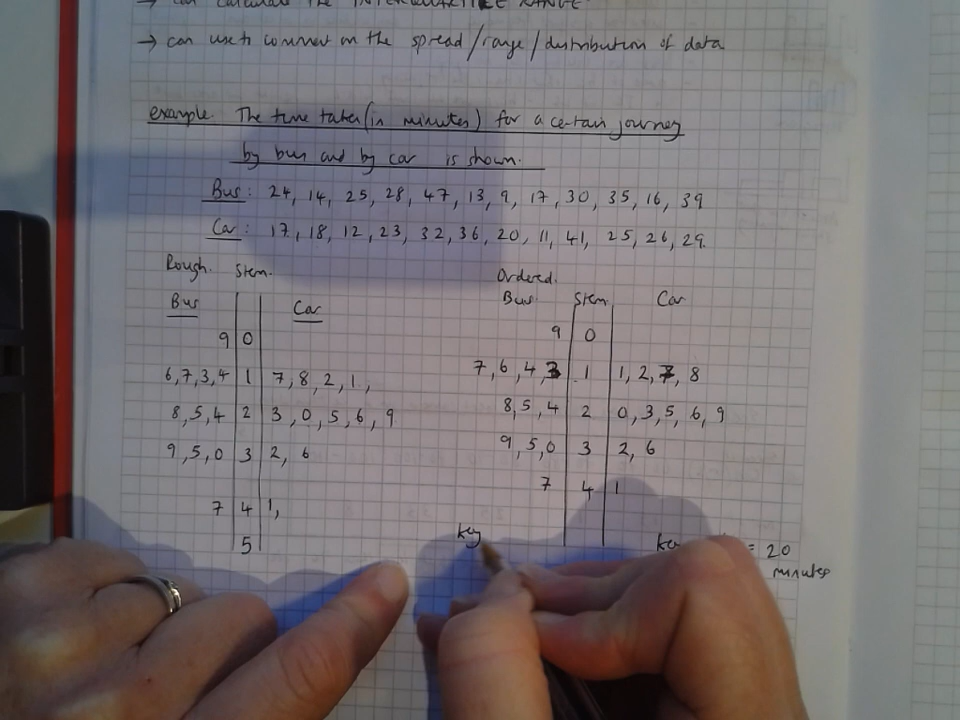 → can calculate the INTERQUARTILE RANGE.
→ can use to comment on the spread/range/distribution of data
example. The time taken (in minutes) for a certain journey
by bus and by car is shown.
Bus: 24, 14, 25, 28, 47, 13, 9, 17, 30, 35, 16, 39
Car: 17, 18, 12, 23, 32, 36, 20, 11, 41, 25, 26, 29.
Rough. Stem.
Bus Car
9 0
6,7,3,4 1 7, 8, 2, 1,
8,5,4 2 3, 0, 5, 6, 9
9,5,0 3 2, 6
7 4 1,
5
Ordered.
Bus Stem Car
9 0
7, 6, 4, 3 1 1, 2, 7, 8
8,5,4 2 0, 3, 5, 6, 9
9,5,0 3 2, 6
7 4 1
key
= 20
minutes